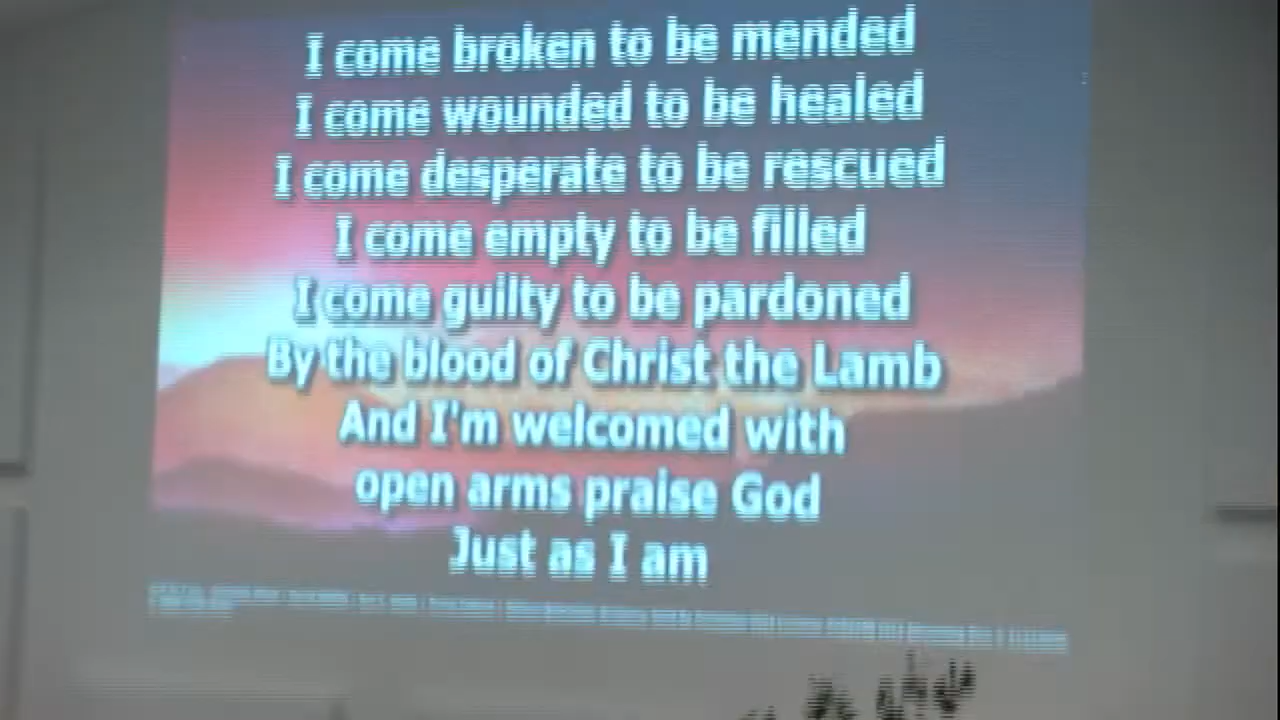 I come broken to be mended
I come wounded to be healed
I come desperate to be rescued
I come empty to be filled
I come guilty to be pardoned
By the blood of Christ the Lamb
And I'm welcomed with
open arms praise God
Just as I am